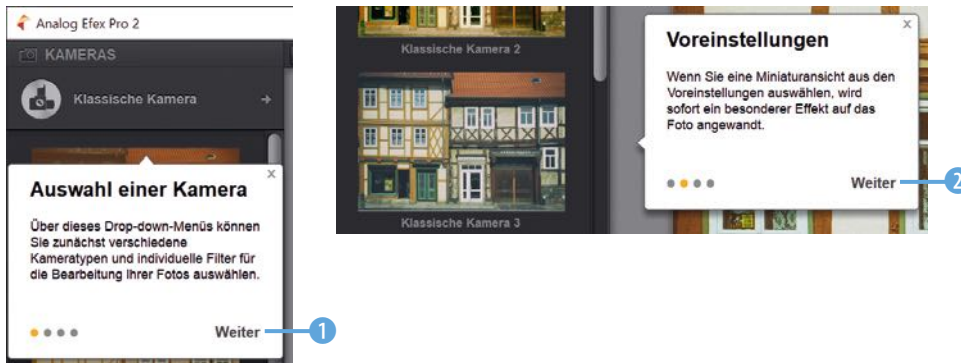 Analog Efex Pro 2
KAMERAS
Klassische Kamera →
x
Auswahl einer Kamera
Über dieses Drop-down-Menüs können
Sie zunächst verschiedene
Kameratypen und individuelle Filter für
die Bearbeitung Ihrer Fotos auswählen.
Weiter
1
Klassische Kamera 2
Klassische Kamera 3
x
Voreinstellungen
Wenn Sie eine Miniaturansicht aus den
Voreinstellungen auswählen, wird
sofort ein besonderer Effekt auf das
Foto angewandt.
Weiter
2